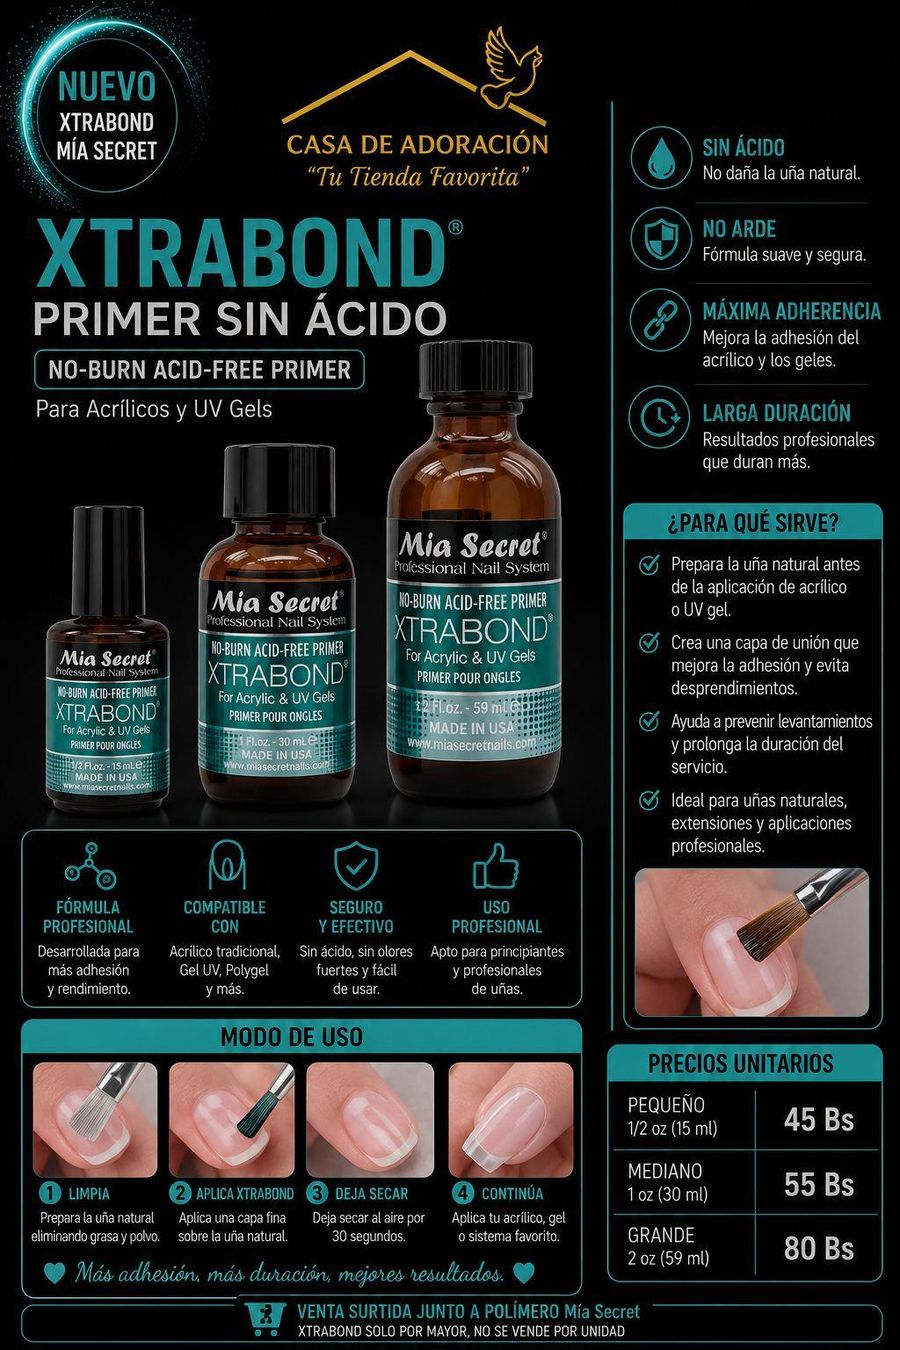 NUEVO
XTRABOND
MÍA SECRET
CASA DE ADORACIÓN
"Tu Tienda Favorita"
XTRABOND®
PRIMER SIN ÁCIDO
NO-BURN ACID-FREE PRIMER
Para Acrílicos y UV Gels
SIN ÁCIDO
No daña la uña natural.
NO ARDE
Fórmula suave y segura.
MÁXIMA ADHERENCIA
Mejora la adhesión del
acrílico y los geles.
LARGA DURACIÓN
Resultados profesionales
que duran más.
Mia Secret®
Professional Nail System
NO-BURN ACID-FREE PRIMER
XTRABOND®
For Acrylic & UV Gels
PRIMER POUR ONGLES
1/2 Fl.oz. - 15 mL e
MADE IN USA
www.miasecretnails.com
Mia Secret®
Professional Nail System
NO-BURN ACID-FREE PRIMER
XTRABOND®
For Acrylic & UV Gels
PRIMER POUR ONGLES
1 Fl.oz. - 30 mL e
MADE IN USA
www.miasecretnails.com
Mia Secret®
Professional Nail System
NO-BURN ACID-FREE PRIMER
XTRABOND®
For Acrylic & UV Gels
PRIMER POUR ONGLES
2 Fl.oz. - 59 mL
MADE IN USA
www.miasecretnails.com
¿PARA QUÉ SIRVE?
Prepara la uña natural antes
de la aplicación de acrílico
o UV gel.
Crea una capa de unión que
mejora la adhesión y evita
desprendimientos.
Ayuda a prevenir levantamientos
y prolonga la duración del
servicio.
Ideal para uñas naturales,
extensiones y aplicaciones
profesionales.
FÓRMULA
PROFESIONAL
Desarrollada para
más adhesión
y rendimiento.
COMPATIBLE
CON
Acrílico tradicional,
Gel UV, Polygel
y más.
SEGURO
Y EFECTIVO
Sin ácido, sin olores
fuertes y fácil
de usar.
USO
PROFESIONAL
Apto para principiantes
y profesionales
de uñas.
MODO DE USO
1 LIMPIA
Prepara la uña natural
eliminando grasa y polvo.
2 APLICA XTRABOND
Aplica una capa fina
sobre la uña natural.
3 DEJA SECAR
Deja secar al aire por
30 segundos.
4 CONTINÚA
Aplica tu acrílico, gel
o sistema favorito.
Más adhesión, más duración, mejores resultados.
PRECIOS UNITARIOS
PEQUEÑO
1/2 oz (15 ml)
45 Bs
MEDIANO
1 oz (30 ml)
55 Bs
GRANDE
2 oz (59 ml)
80 Bs
VENTA SURTIDA JUNTO A POLÍMERO Mía Secret
XTRABOND SOLO POR MAYOR, NO SE VENDE POR UNIDAD